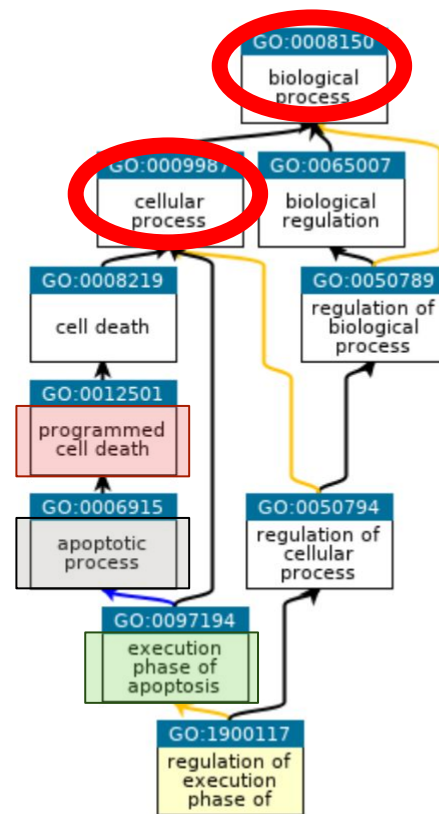 GO:0008150
biological
process
GO:0009987
cellular
process
GO:0065007
biological
regulation
GO:0008219
cell death
GO:0050789
regulation of
biological
process
GO:0012501
programmed
cell death
GO:0006915
apoptotic
process
GO:0050794
regulation of
cellular
process
GO:0097194
execution
phase of
apoptosis
GO:1900117
regulation of
execution
phase of